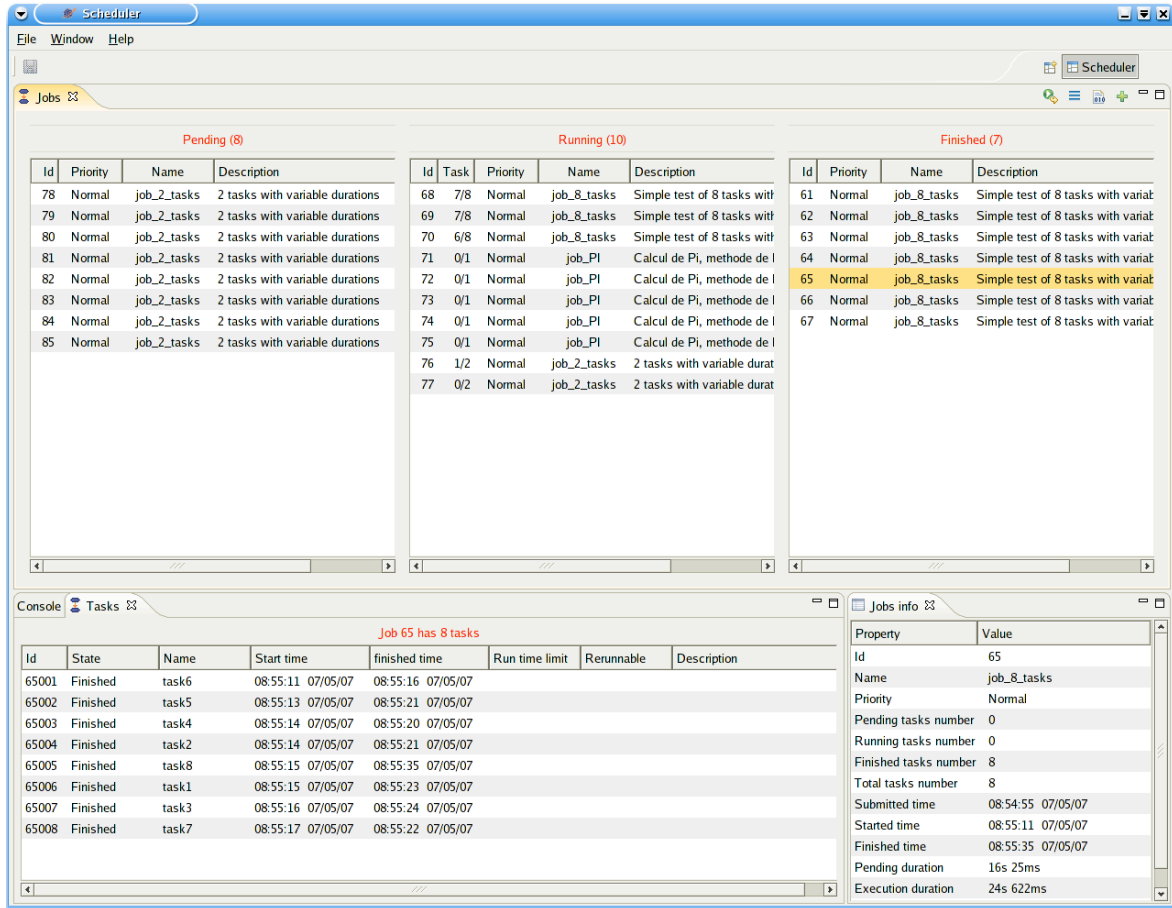 Scheduler
File Window Help
Scheduler
Jobs
Pending (8)
Id Priority Name Description
78 Normal job_2_tasks 2 tasks with variable durations
79 Normal job_2_tasks 2 tasks with variable durations
80 Normal job_2_tasks 2 tasks with variable durations
81 Normal job_2_tasks 2 tasks with variable durations
82 Normal job_2_tasks 2 tasks with variable durations
83 Normal job_2_tasks 2 tasks with variable durations
84 Normal job_2_tasks 2 tasks with variable durations
85 Normal job_2_tasks 2 tasks with variable durations
Running (10)
Id Task Priority Name Description
68 7/8 Normal job_8_tasks Simple test of 8 tasks with
69 7/8 Normal job_8_tasks Simple test of 8 tasks with
70 6/8 Normal job_8_tasks Simple test of 8 tasks with
71 0/1 Normal job_PI Calcul de Pi, methode de
72 0/1 Normal job_PI Calcul de Pi, methode de
73 0/1 Normal job_PI Calcul de Pi, methode de
74 0/1 Normal job_PI Calcul de Pi, methode de
75 0/1 Normal job_PI Calcul de Pi, methode de
76 1/2 Normal job_2_tasks 2 tasks with variable durat
77 0/2 Normal job_2_tasks 2 tasks with variable durat
Finished (7)
Id Priority Name Description
61 Normal job_8_tasks Simple test of 8 tasks with variab
62 Normal job_8_tasks Simple test of 8 tasks with variab
63 Normal job_8_tasks Simple test of 8 tasks with variab
64 Normal job_8_tasks Simple test of 8 tasks with variab
65 Normal job_8_tasks Simple test of 8 tasks with variab
66 Normal job_8_tasks Simple test of 8 tasks with variab
67 Normal job_8_tasks Simple test of 8 tasks with variab
Console Tasks
Job 65 has 8 tasks
Id State Name Start time finished time Run time limit Rerunnable Description
65001 Finished task6 08:55:11 07/05/07 08:55:16 07/05/07
65002 Finished task5 08:55:13 07/05/07 08:55:21 07/05/07
65003 Finished task4 08:55:14 07/05/07 08:55:20 07/05/07
65004 Finished task2 08:55:14 07/05/07 08:55:21 07/05/07
65005 Finished task8 08:55:15 07/05/07 08:55:35 07/05/07
65006 Finished task1 08:55:15 07/05/07 08:55:23 07/05/07
65007 Finished task3 08:55:16 07/05/07 08:55:24 07/05/07
65008 Finished task7 08:55:17 07/05/07 08:55:22 07/05/07
Jobs info
Property Value
Id 65
Name job_8_tasks
Priority Normal
Pending tasks number 0
Running tasks number 0
Finished tasks number 8
Total tasks number 8
Submitted time 08:54:55 07/05/07
Started time 08:55:11 07/05/07
Finished time 08:55:35 07/05/07
Pending duration 16s 25ms
Execution duration 24s 622ms